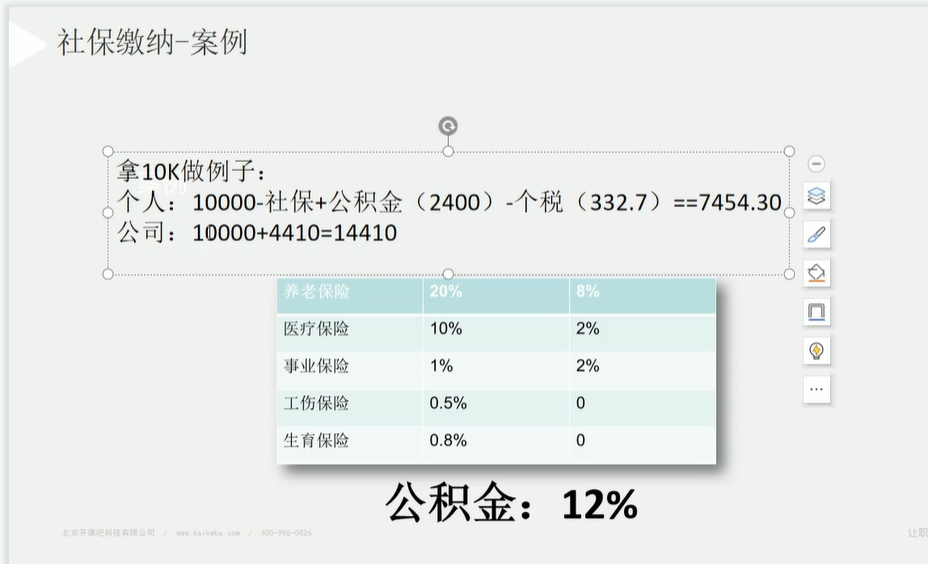 社保缴纳-案例
拿10K做例子：
个人：10000-社保+公积金（2400）-个税（332.7）==7454.30
公司：10000+4410=14410
养老保险 20% 8%
医疗保险 10% 2%
事业保险 1% 2%
工伤保险 0.5% 0
生育保险 0.8% 0
公积金：12%
北京开课吧科技有限公司 / www.kaikeba.com / 400-996-0826
让职